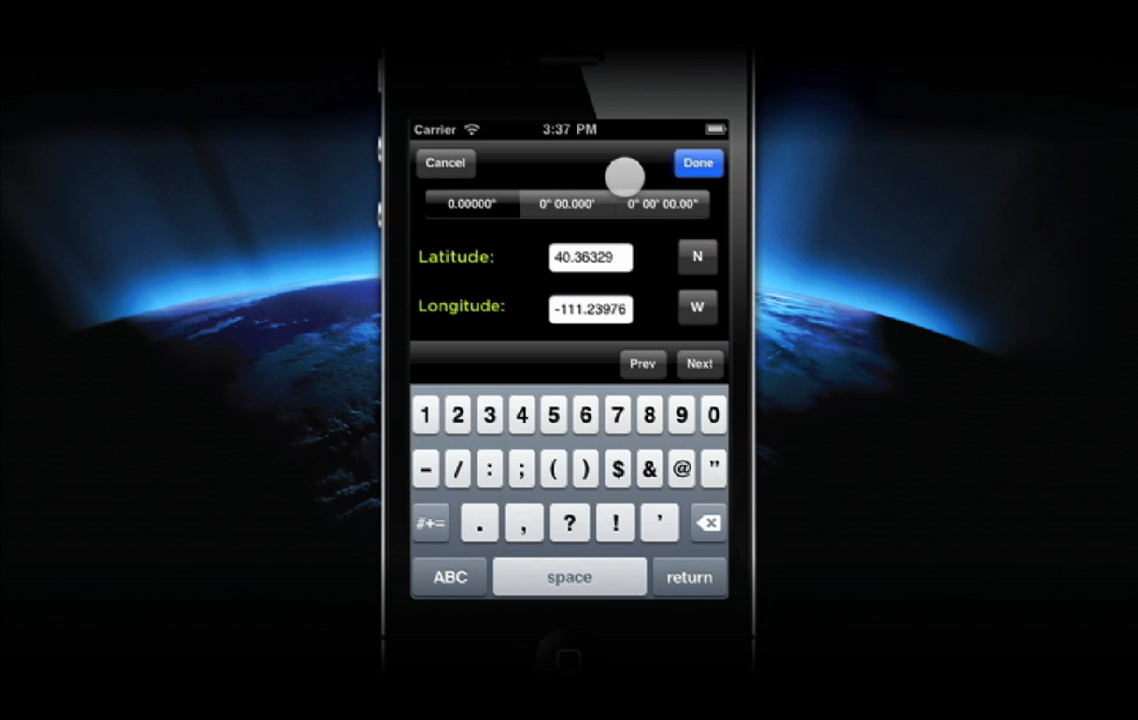 Carrier 3:37 PM
Cancel Done
0.00000° 0° 00.000' 0° 00' 00.00"
Latitude: 40.36329 N
Longitude: -111.23976 W
Prev Next
1 2 3 4 5 6 7 8 9 0
- / : ; ( ) $ & @ "
#+= . , ? ! '
ABC space return